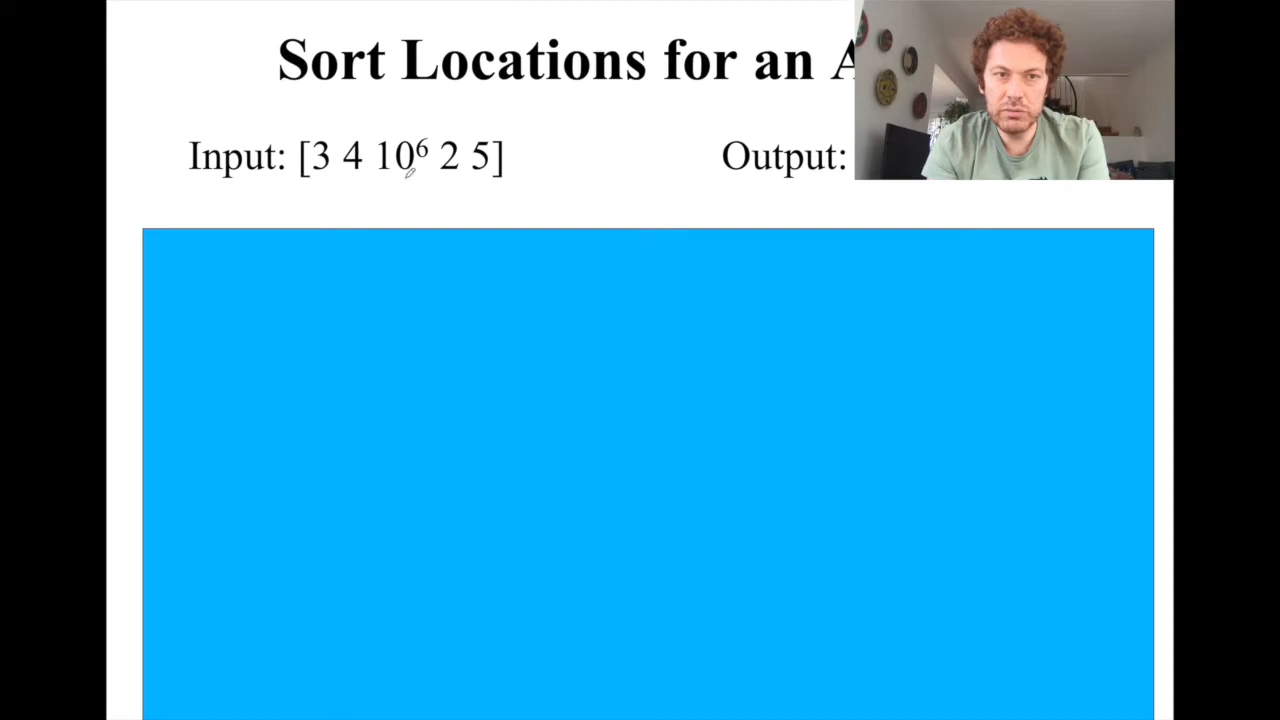 Sort Locations for an
Input: [3 4 10⁶ 2 5]
Output: